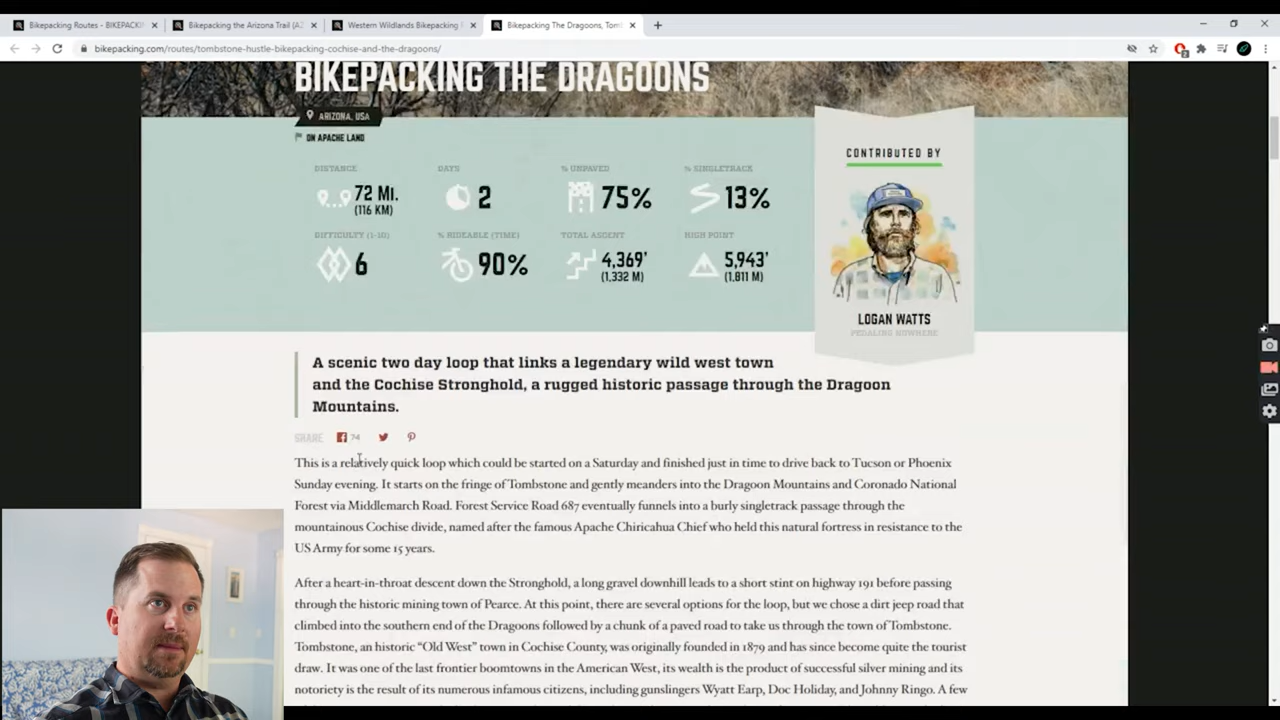 Bikepacking Routes - BIKEPACKI
Bikepacking the Arizona Trail (AZ
Western Wildlands Bikepacking R
Bikepacking The Dragoons, Tomb
bikepacking.com/routes/tombstone-hustle-bikepacking-cochise-and-the-dragoons/
BIKEPACKING THE DRAGOONS
ARIZONA, USA
ON APACHE LAND
DISTANCE
72 MI.
(116 KM)
DAYS
2
% UNPAVED
75%
% SINGLETRACK
13%
DIFFICULTY (1-10)
6
% RIDEABLE (TIME)
90%
TOTAL ASCENT
4,369'
(1,332 M)
HIGH POINT
5,943'
(1,811 M)
CONTRIBUTED BY
LOGAN WATTS
PEDALING NOWHERE
A scenic two day loop that links a legendary wild west town
and the Cochise Stronghold, a rugged historic passage through the Dragoon
Mountains.
SHARE 74
This is a relatively quick loop which could be started on a Saturday and finished just in time to drive back to Tucson or Phoenix
Sunday evening. It starts on the fringe of Tombstone and gently meanders into the Dragoon Mountains and Coronado National
Forest via Middlemarch Road. Forest Service Road 687 eventually funnels into a burly singletrack passage through the
mountainous Cochise divide, named after the famous Apache Chiricahua Chief who held this natural fortress in resistance to the
US Army for some 15 years.
After a heart-in-throat descent down the Stronghold, a long gravel downhill leads to a short stint on highway 191 before passing
through the historic mining town of Pearce. At this point, there are several options for the loop, but we chose a dirt jeep road that
climbed into the southern end of the Dragoons followed by a chunk of a paved road to take us through the town of Tombstone.
Tombstone, an historic “Old West” town in Cochise County, was originally founded in 1879 and has since become quite the tourist
draw. It was one of the last frontier boomtowns in the American West, its wealth is the product of successful silver mining and its
notoriety is the result of its numerous infamous citizens, including gunslingers Wyatt Earp, Doc Holiday, and Johnny Ringo. A few